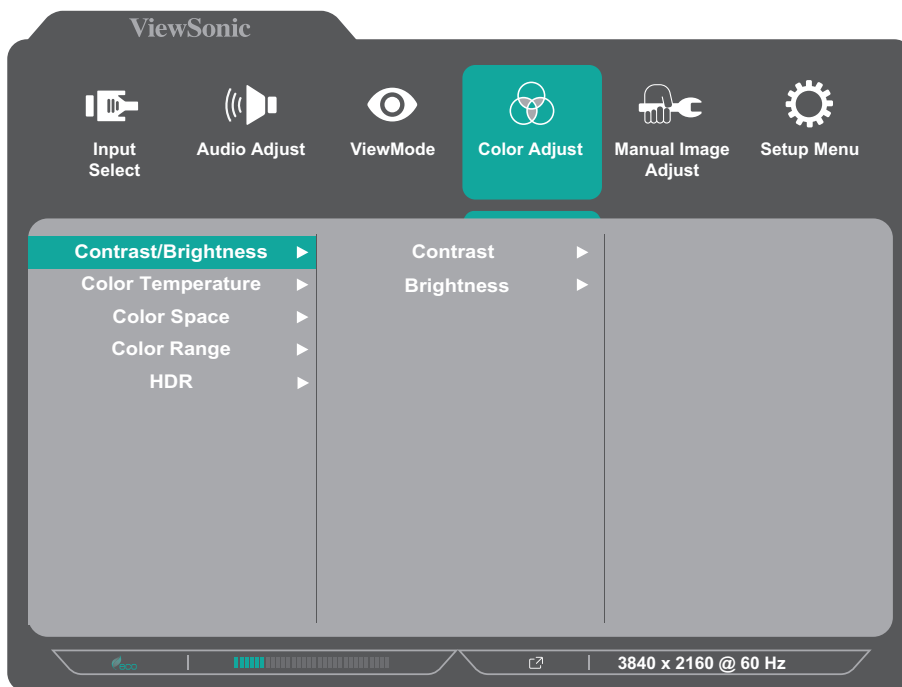 ViewSonic
Input
Select
Audio Adjust
ViewMode
Color Adjust
Manual Image
Adjust
Setup Menu
Contrast/Brightness
Color Temperature
Color Space
Color Range
HDR
Contrast
Brightness
ECO
3840 x 2160 @ 60 Hz